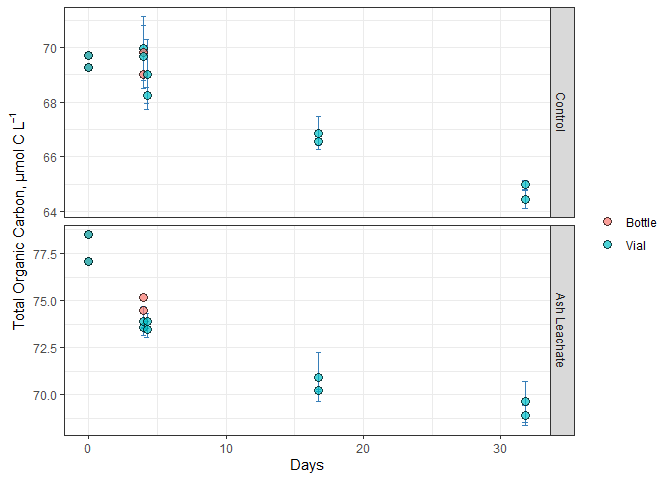 Total Organic Carbon, µmol C L⁻¹
70
68
66
64
Control
77.5
75.0
72.5
70.0
Ash Leachate
0
10
20
30
Days
Bottle
Vial